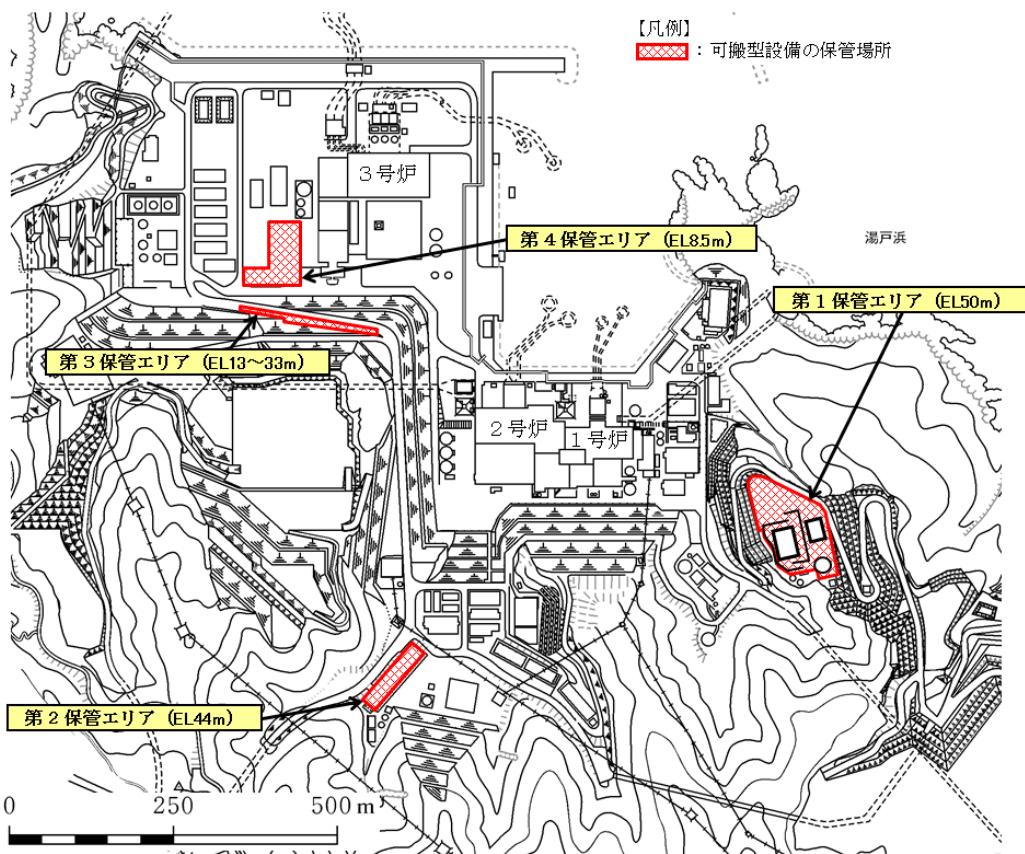 【凡例】
：可搬型設備の保管場所
3号炉
第4保管エリア（EL8.5m）
湯戸浜
第1保管エリア（EL50m）
第3保管エリア（EL13～33m）
2号炉
1号炉
第2保管エリア（EL44m）
0 250 500 m